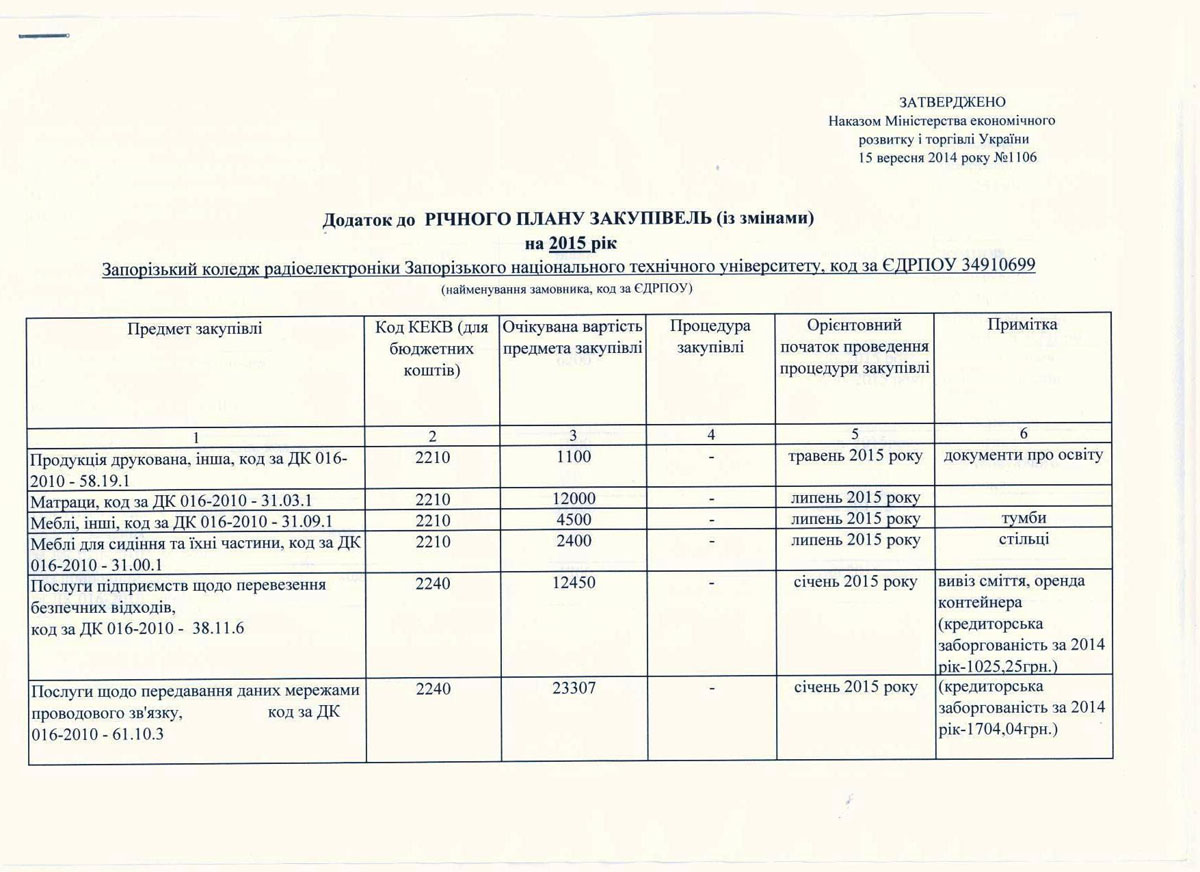 ЗАТВЕРДЖЕНО
Наказом Міністерства економічного
розвитку і торгівлі України
15 вересня 2014 року №1106
Додаток до РІЧНОГО ПЛАНУ ЗАКУПІВЕЛЬ (із змінами)
на 2015 рік
Запорізький коледж радіоелектроніки Запорізького національного технічного університету, код за ЄДРПОУ 34910699
(найменування замовника, код за ЄДРПОУ)
Предмет закупівлі
Код КЕКВ (для
бюджетних
коштів)
Очікувана вартість
предмета закупівлі
Процедура
закупівлі
Орієнтовний
початок проведення
процедури закупівлі
Примітка
1 2 3 4 5 6
Продукція друкована, інша, код за ДК 016-
2010 - 58.19.1
2210 1100 - травень 2015 року документи про освіту
Матраци, код за ДК 016-2010 - 31.03.1 2210 12000 - липень 2015 року
Меблі, інші, код за ДК 016-2010 - 31.09.1 2210 4500 - липень 2015 року тумби
Меблі для сидіння та їхні частини, код за ДК
016-2010 - 31.00.1
2210 2400 - липень 2015 року стільці
Послуги підприємств щодо перевезення
безпечних відходів,
код за ДК 016-2010 - 38.11.6
2240 12450 - січень 2015 року
вивіз сміття, оренда
контейнера
(кредиторська
заборгованість за 2014
рік-1025,25грн.)
Послуги щодо передавання даних мережами
проводового зв'язку, код за ДК
016-2010 - 61.10.3
2240 23307 - січень 2015 року
(кредиторська
заборгованість за 2014
рік-1704,04грн.)